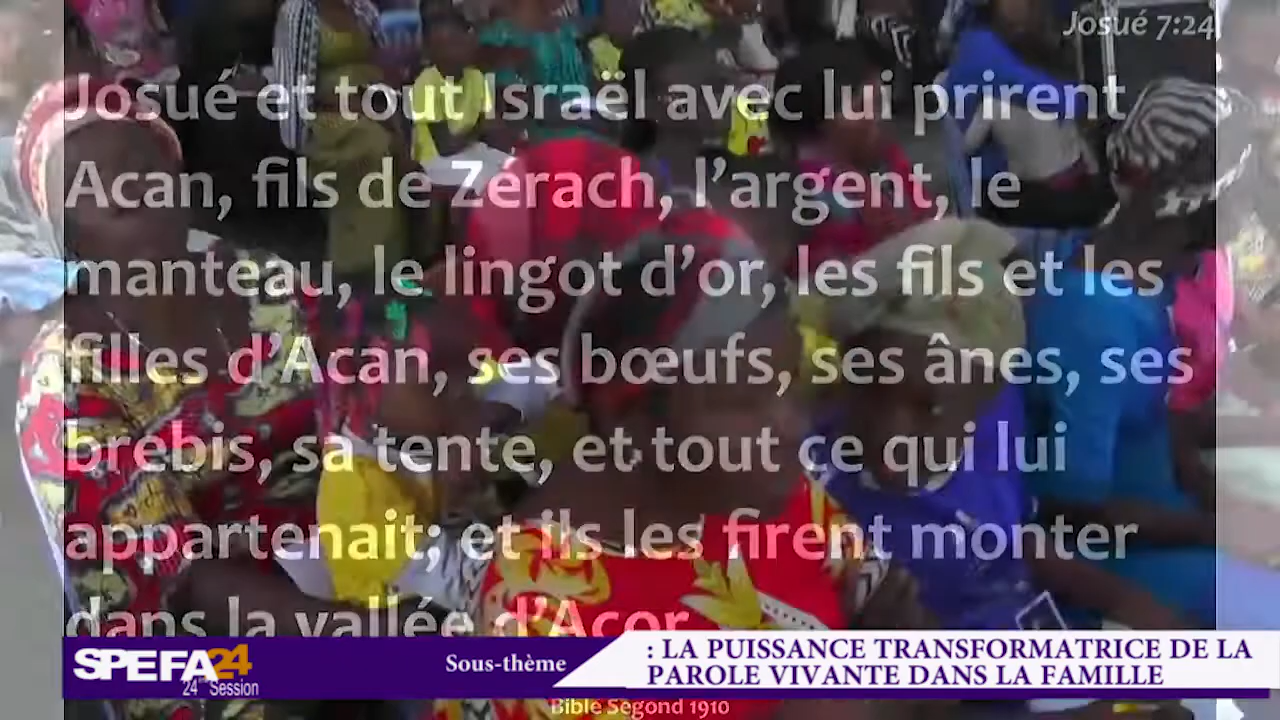 Josué 7:24
Josué et tout Israël avec lui prirent
Acan, fils de Zérach, l’argent, le
manteau, le lingot d’or, les fils et les
filles d’Acan, ses bœufs, ses ânes, ses
brebis, sa tente, et tout ce qui lui
appartenait; et ils les firent monter
dans la vallée d’Acor.
SPEFA24
24ème Session
Sous-thème
: LA PUISSANCE TRANSFORMATRICE DE LA
PAROLE VIVANTE DANS LA FAMILLE
Bible Segond 1910